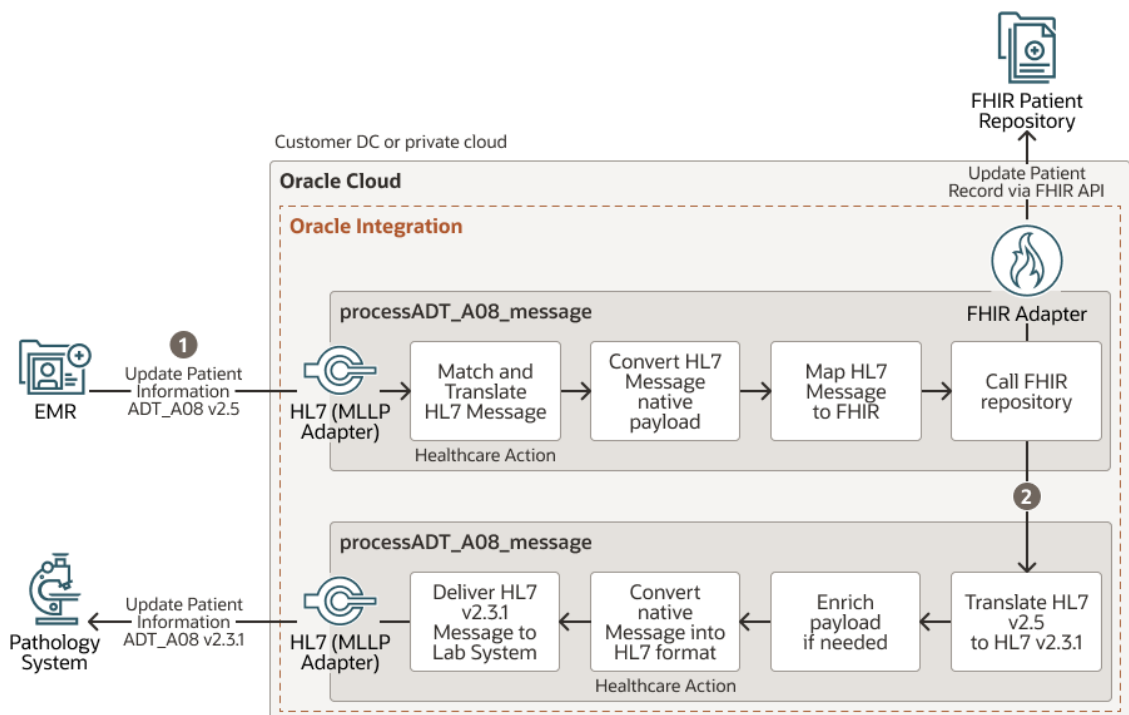 FHIR Patient
Repository
Customer DC or private cloud
Oracle Cloud
Update Patient
Record via FHIR API
Oracle Integration
processADT_A08_message
FHIR Adapter
1
Update Patient
Information
ADT_A08 v2.5
EMR
HL7 (MLLP
Adapter)
Match and
Translate
HL7 Message
Healthcare Action
Convert HL7
Message
native
payload
Map HL7
Message
to FHIR
Call FHIR
repository
2
processADT_A08_message
Pathology
System
Update Patient
Information
ADT_A08 v2.3.1
HL7 (MLLP
Adapter)
Deliver HL7
v2.3.1
Message to
Lab System
Convert
native
Message into
HL7 format
Healthcare Action
Enrich
payload
if needed
Translate HL7
v2.5
to HL7 v2.3.1